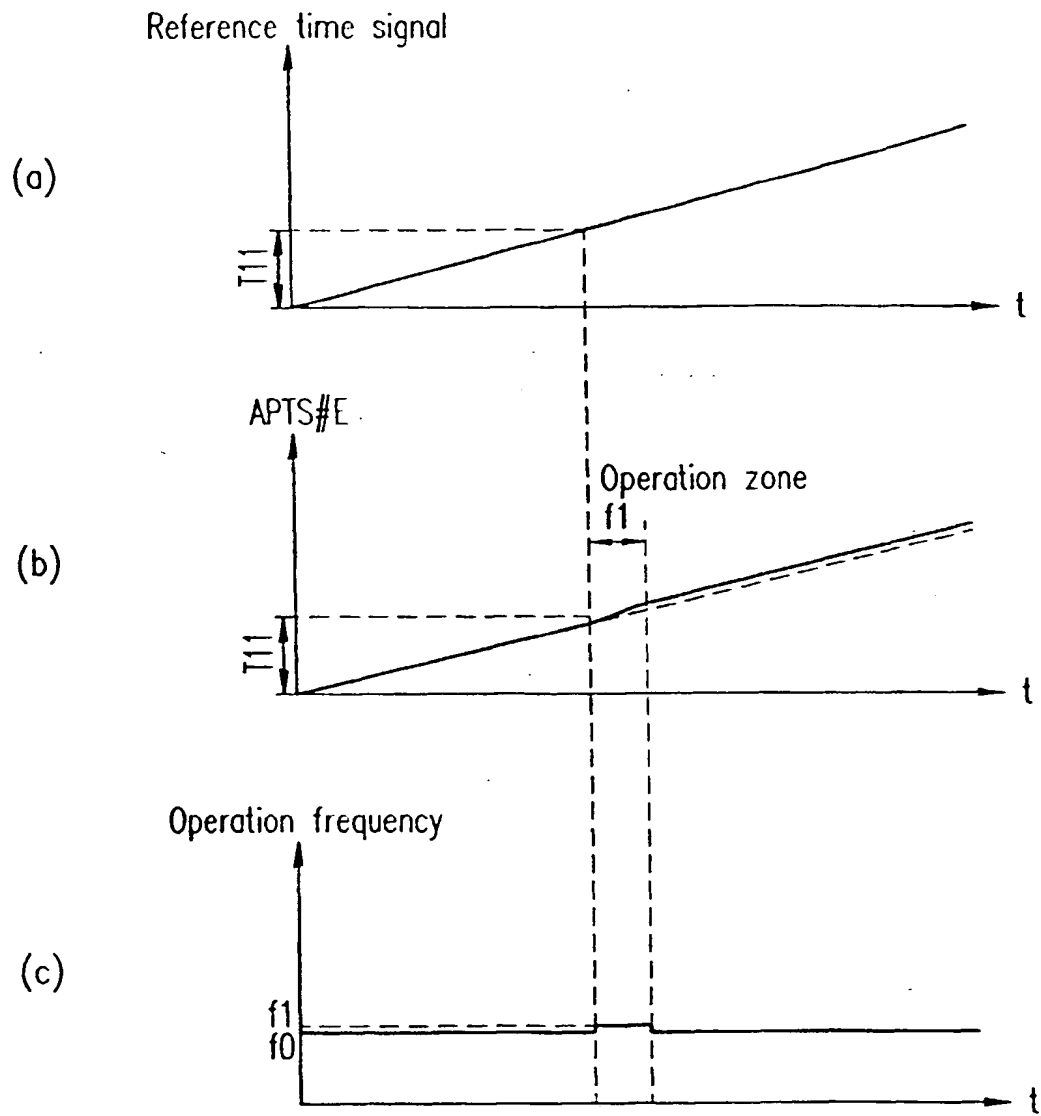 Reference time signal
(a)
T11
t
APTS#E
Operation zone
f1
(b)
T11
t
Operation frequency
(c)
f1
f0
t